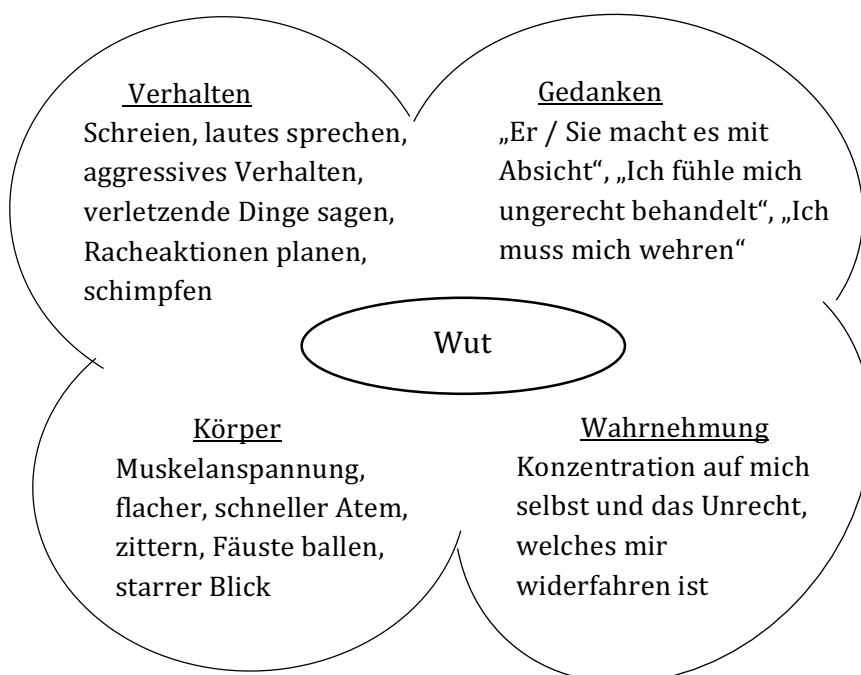 Verhalten
Schreien, lautes sprechen,
aggressives Verhalten,
verletzende Dinge sagen,
Racheaktionen planen,
schimpfen
Gedanken
„Er / Sie macht es mit
Absicht“, „Ich fühle mich
ungerecht behandelt“, „Ich
muss mich wehren“
Wut
Körper
Muskelanspannung,
flacher, schneller Atem,
zittern, Fäuste ballen,
starrer Blick
Wahrnehmung
Konzentration auf mich
selbst und das Unrecht,
welches mir
widerfahren ist